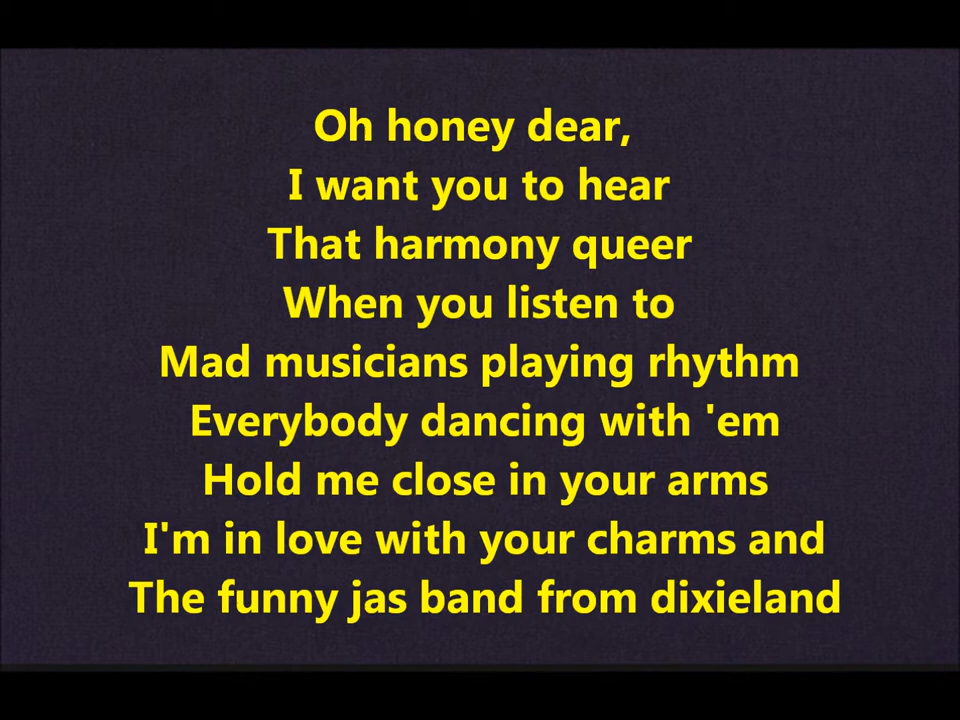 Oh honey dear,
I want you to hear
That harmony queer
When you listen to
Mad musicians playing rhythm
Everybody dancing with 'em
Hold me close in your arms
I'm in love with your charms and
The funny jas band from dixieland